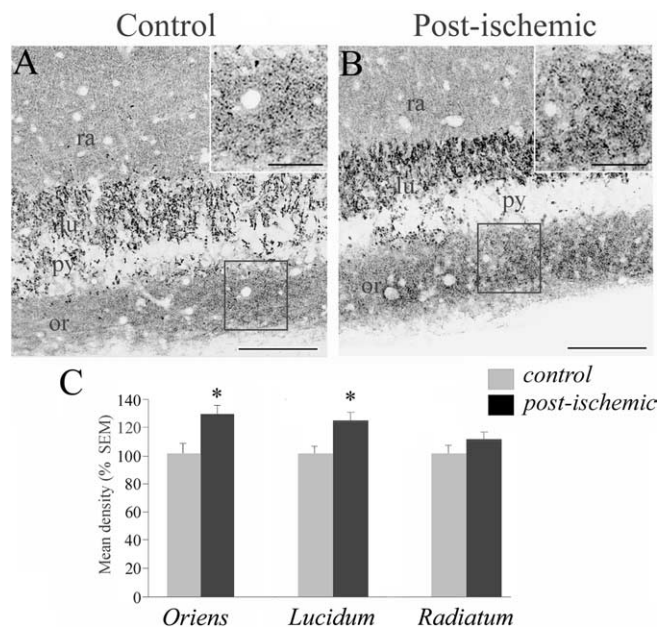 Control Post-ischemic
A B
ra ra
lu lu
py py
or or
C
control
post-ischemic
* *
Mean density (% SEM)
140
120
100
80
60
40
20
0
Oriens Lucidum Radiatum